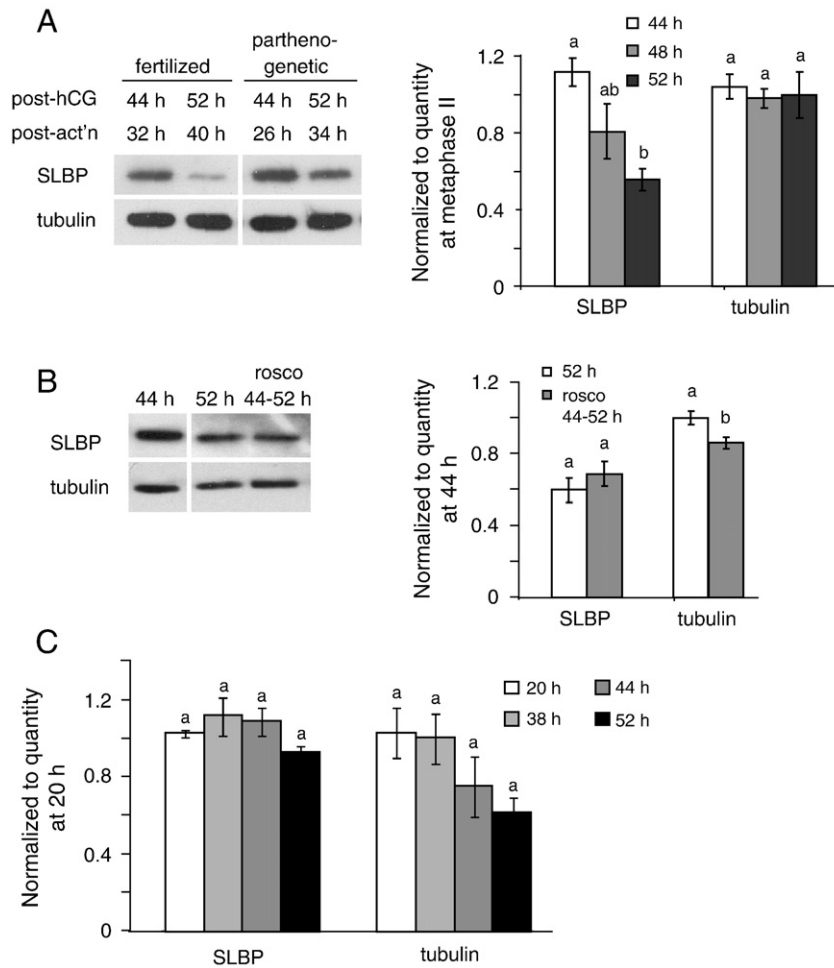 A
partheno-
fertilized genetic
post-hCG 44 h 52 h 44 h 52 h
post-act'n 32 h 40 h 26 h 34 h
SLBP
tubulin
Normalized to quantity
at metaphase II
1.2
0.8
0.4
0
44 h
48 h
52 h
a ab b a a a
SLBP tubulin
B
rosco
44 h 52 h 44-52 h
SLBP
tubulin
Normalized to quantity
at 44 h
1.2
0.8
0.4
0
52 h
rosco
44-52 h
a a a b
SLBP tubulin
C
Normalized to quantity
at 20 h
1.2
0.8
0.4
0
20 h 44 h
38 h 52 h
a a a a a a a a
SLBP tubulin